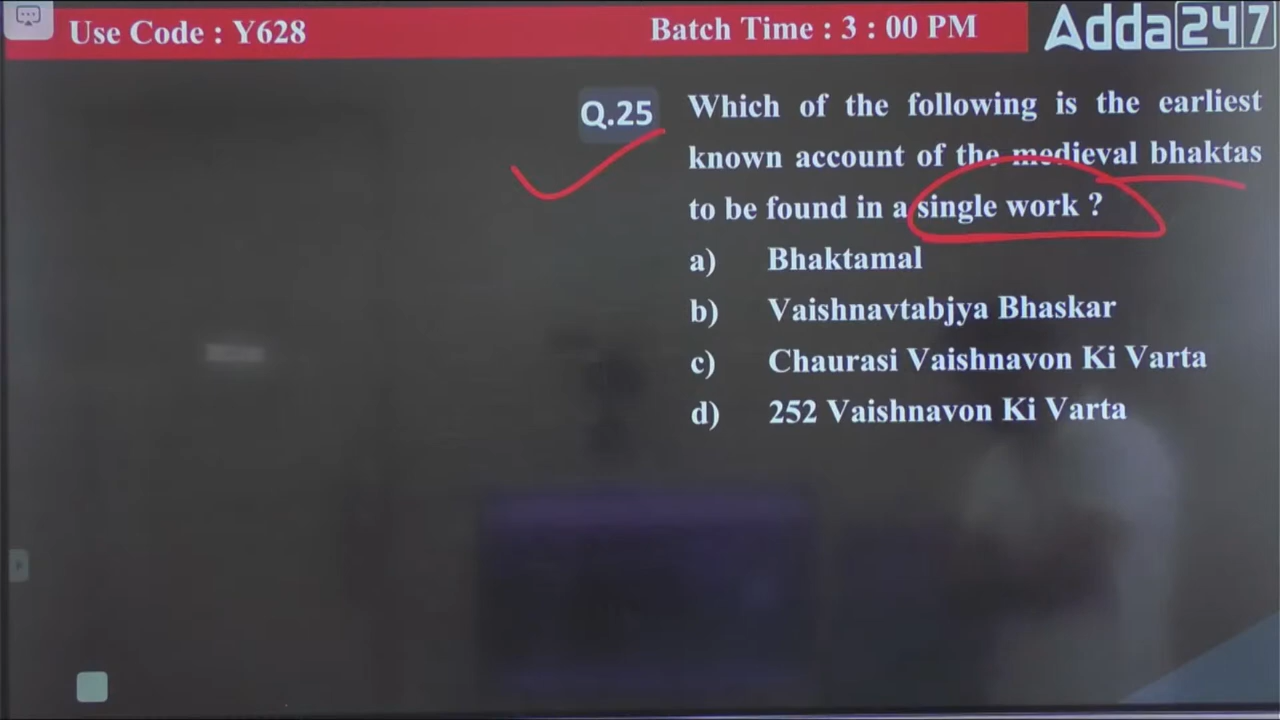 Use Code : Y628
Batch Time : 3 : 00 PM
Adda247
Q.25
Which of the following is the earliest
known account of the medieval bhaktas
to be found in a single work ?
a) Bhaktamal
b) Vaishnavtabjya Bhaskar
c) Chaurasi Vaishnavon Ki Varta
d) 252 Vaishnavon Ki Varta